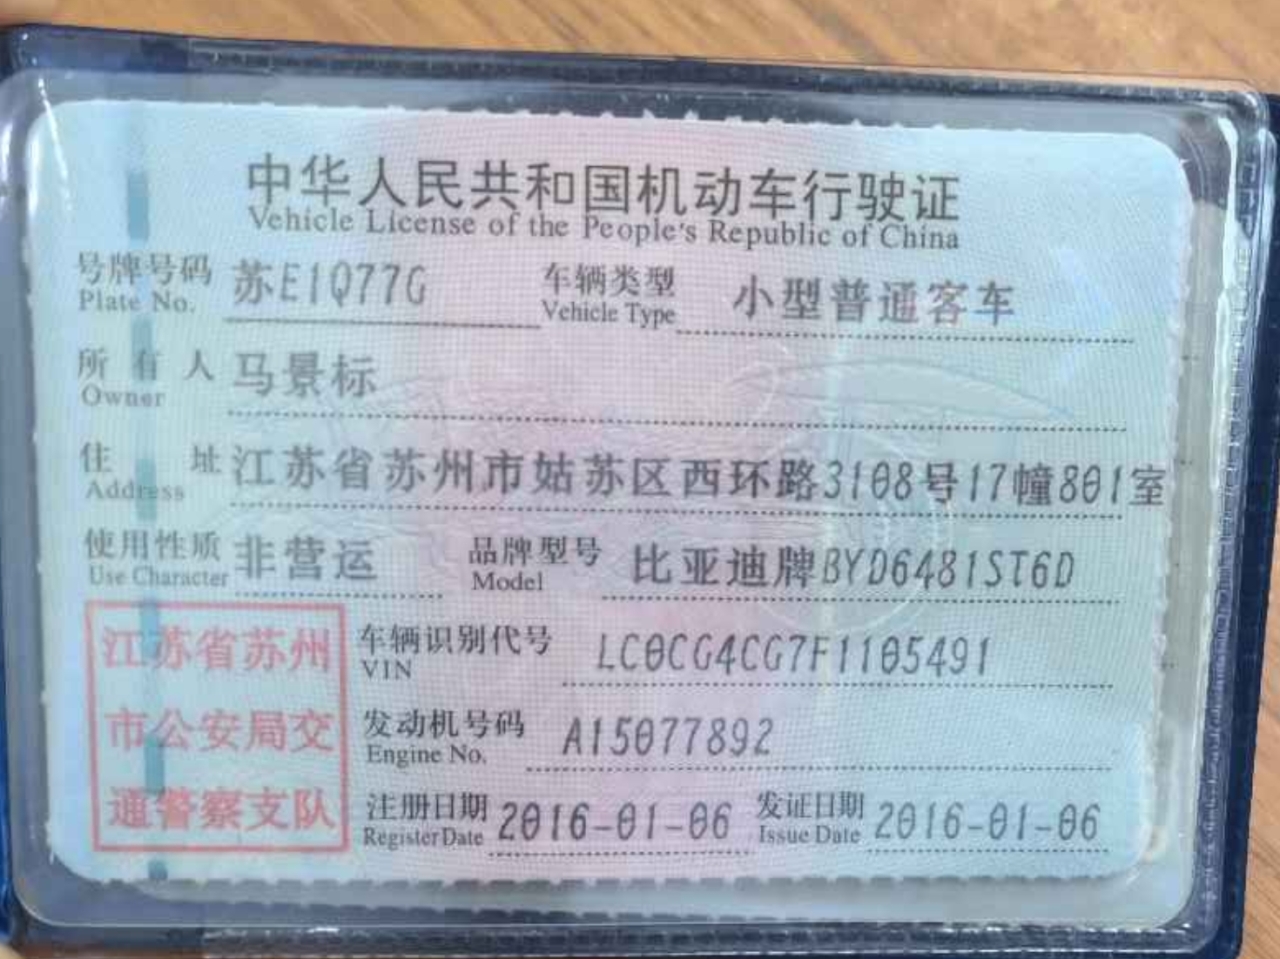 中华人民共和国机动车行驶证
Vehicle License of the People's Republic of China
号牌号码 苏E1Q77G 车辆类型 小型普通客车
Plate No. Vehicle Type
所有人 马景标
Owner
住址 江苏省苏州市姑苏区西环路3108号17幢801室
Address
使用性质 非营运 品牌型号 比亚迪牌BYD6481ST6D
Use Character Model
江苏省苏州
市公安局交
通警察支队
车辆识别代号 LC0CG4CG7F1105491
VIN
发动机号码 A15077892
Engine No.
注册日期 2016-01-06 发证日期 2016-01-06
Register Date Issue Date